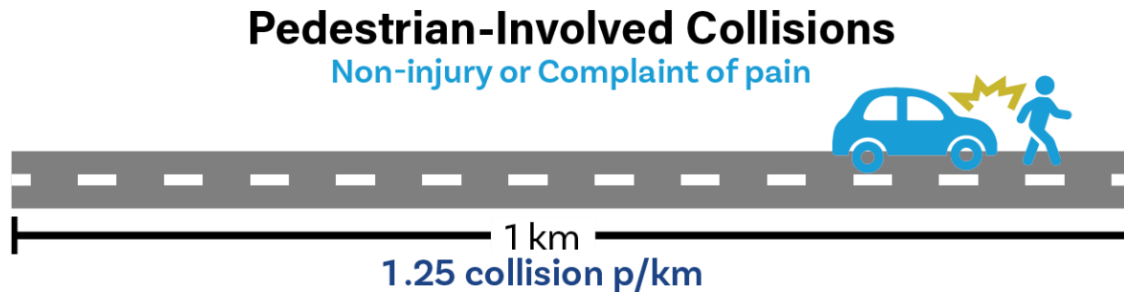 Pedestrian-Involved Collisions
Non-injury or Complaint of pain
1 km
1.25 collision p/km